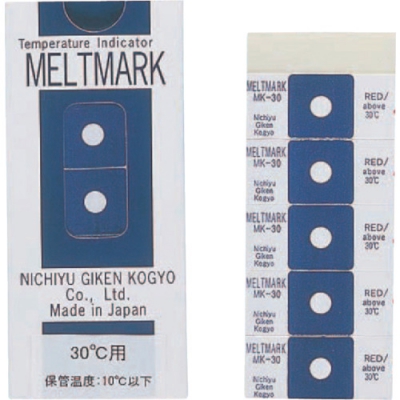 Temperature Indicator
MELTMARK
NICHIYU GIKEN KOGYO
Co., Ltd.
Made in Japan
30℃用
保管温度:10℃以下
MELTMARK
MK-30
Nichiyu
Giken
Kogyo
RED/
above
30℃
MELTMARK
MK-30
Nichiyu
Giken
Kogyo
RED/
above
30℃
MELTMARK
MK-30
Nichiyu
Giken
Kogyo
RED/
above
30℃
MELTMARK
MK-30
Nichiyu
Giken
Kogyo
RED/
above
30℃
MELTMARK
MK-30
Nichiyu
Giken
Kogyo
RED/
above
30℃